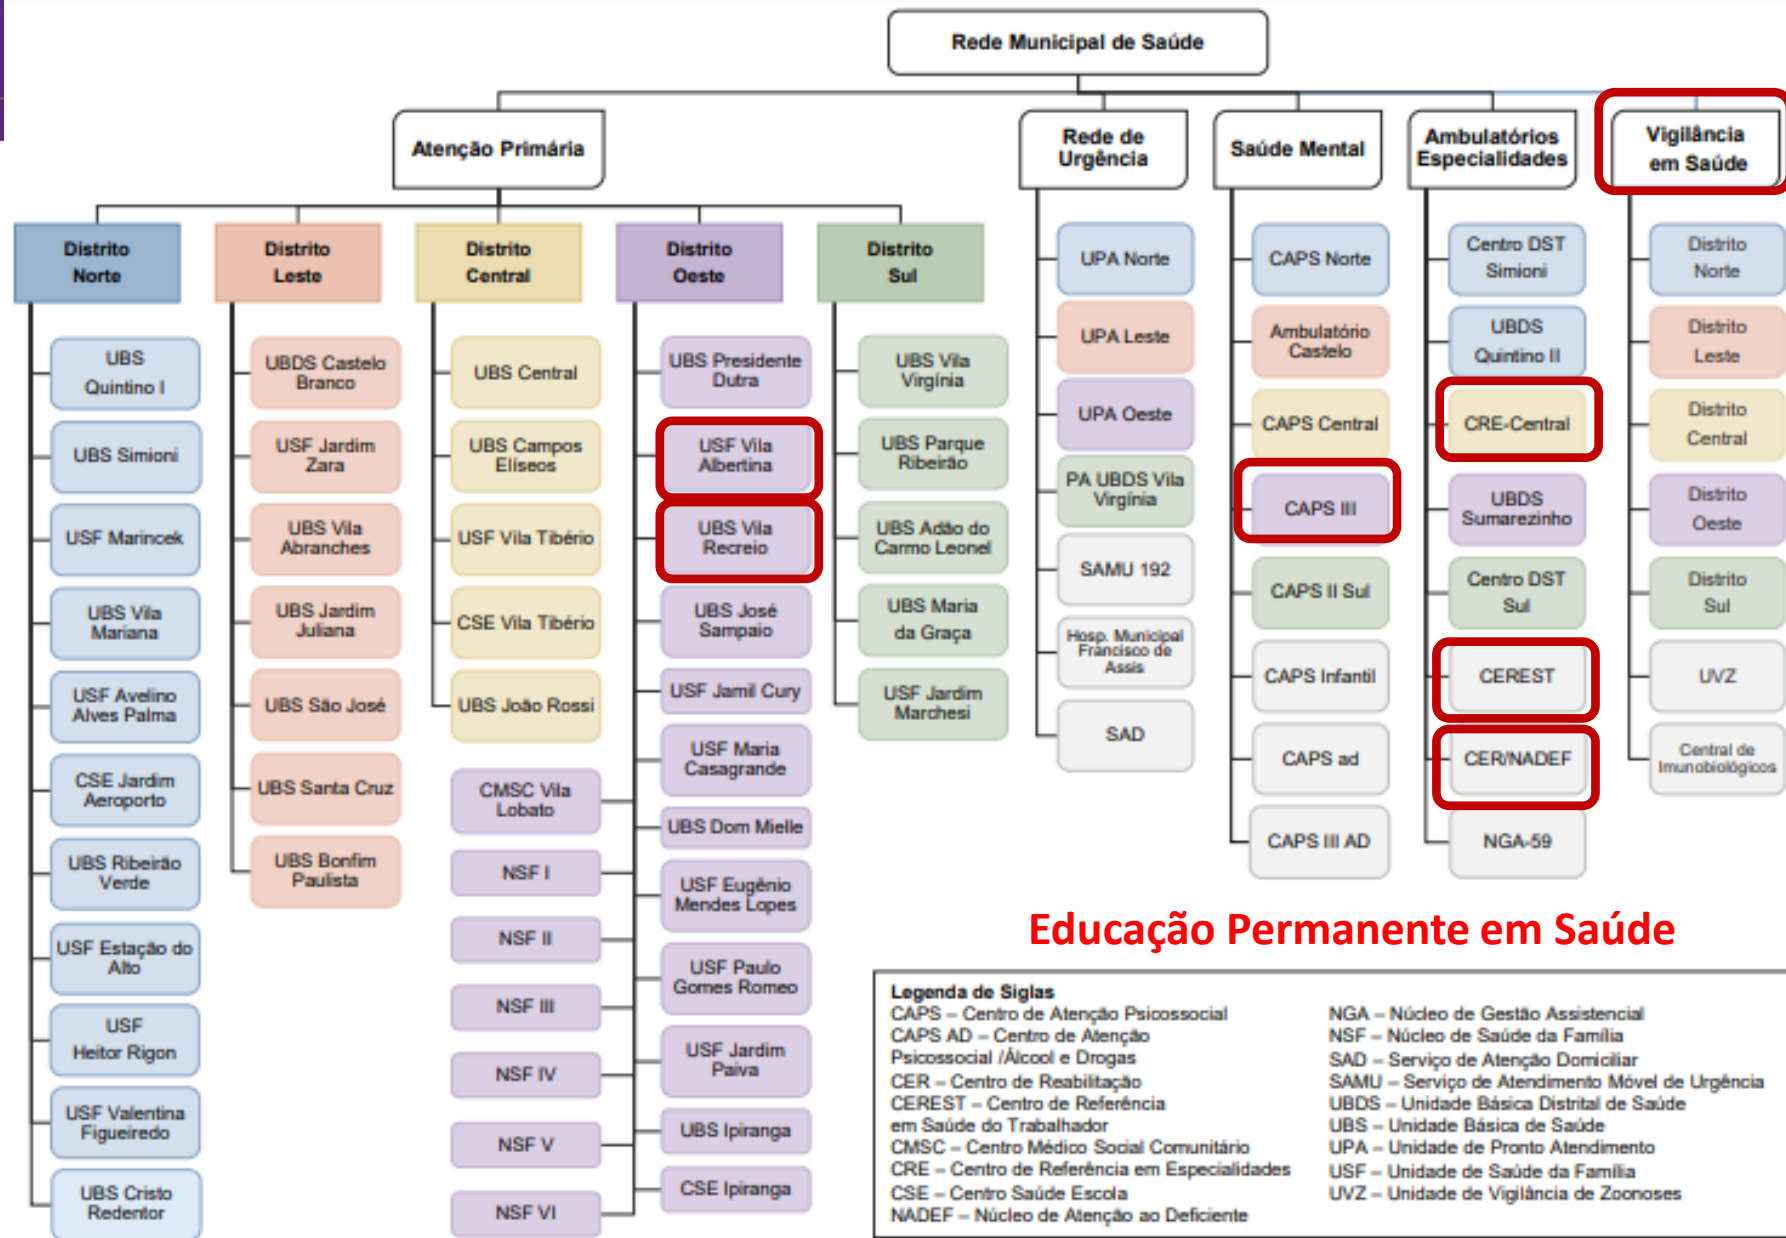 Rede Municipal de Saúde
Atenção Primária
Rede de
Urgência
Saúde Mental
Ambulatórios
Especialidades
Vigilância
em Saúde
Distrito
Norte
Distrito
Leste
Distrito
Central
Distrito
Oeste
Distrito
Sul
UBS
Quintino I
UBS Simioni
USF Marincek
UBS Vila
Mariana
USF Avelino
Alves Palma
CSE Jardim
Aeroporto
UBS Ribeirão
Verde
USF Estação do
Alto
USF
Heitor Rigon
USF Valentina
Figueiredo
UBS Cristo
Redentor
UBDS Castelo
Branco
USF Jardim
Zara
UBS Vila
Abranches
UBS Jardim
Juliana
UBS São José
UBS Santa Cruz
UBS Bonfim
Paulista
UBS Central
UBS Campos
Elíseos
USF Vila Tibério
CSE Vila Tibério
UBS João Rossi
CMSC Vila
Lobato
NSF I
NSF II
NSF III
NSF IV
NSF V
NSF VI
UBS Presidente
Dutra
USF Vila
Albertina
UBS Vila
Recreio
UBS José
Sampaio
USF Jamil Cury
USF Maria
Casagrande
UBS Dom Mielle
USF Eugênio
Mendes Lopes
USF Paulo
Gomes Romeo
USF Jardim
Paiva
UBS Ipiranga
CSE Ipiranga
UBS Vila
Virgínia
UBS Parque
Ribeirão
UBS Adão do
Carmo Leonel
UBS Maria
da Graça
USF Jardim
Marchesi
UPA Norte
UPA Leste
UPA Oeste
PA UBDS Vila
Virgínia
SAMU 192
Hosp. Municipal
Francisco de
Assis
SAD
CAPS Norte
Ambulatório
Castelo
CAPS Central
CAPS III
CAPS II Sul
CAPS Infantil
CAPS ad
CAPS III AD
Centro DST
Simioni
UBDS
Quintino II
CRE-Central
UBDS
Sumarezinho
Centro DST
Sul
CEREST
CER/NADEF
NGA-59
Distrito
Norte
Distrito
Leste
Distrito
Central
Distrito
Oeste
Distrito
Sul
UVZ
Central de
Imunobiológicos
Educação Permanente em Saúde
Legenda de Siglas
CAPS – Centro de Atenção Psicossocial
CAPS AD – Centro de Atenção
Psicossocial /Álcool e Drogas
CER – Centro de Reabilitação
CEREST – Centro de Referência
em Saúde do Trabalhador
CMSC – Centro Médico Social Comunitário
CRE – Centro de Referência em Especialidades
CSE – Centro Saúde Escola
NADEF – Núcleo de Atenção ao Deficiente
NGA – Núcleo de Gestão Assistencial
NSF – Núcleo de Saúde da Família
SAD – Serviço de Atenção Domiciliar
SAMU – Serviço de Atendimento Móvel de Urgência
UBDS – Unidade Básica Distrital de Saúde
UBS – Unidade Básica de Saúde
UPA – Unidade de Pronto Atendimento
USF – Unidade de Saúde da Família
UVZ – Unidade de Vigilância de Zoonoses